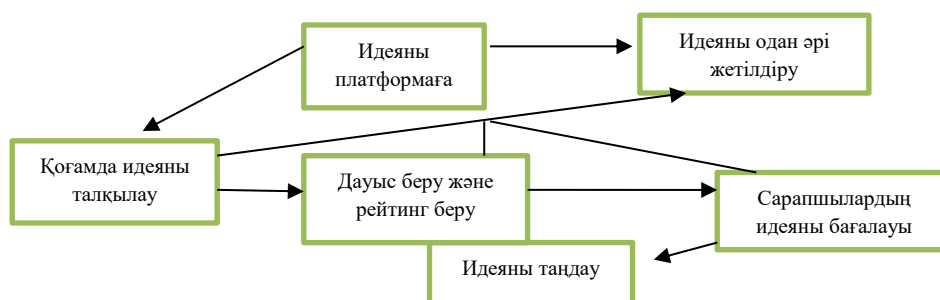 Идеяны
платформаға
Идеяны одан әрі
жетілдіру
Қоғамда идеяны
талқылау
Дауыс беру және
рейтинг беру
Сарапшылардың
идеяны бағалауы
Идеяны таңдау